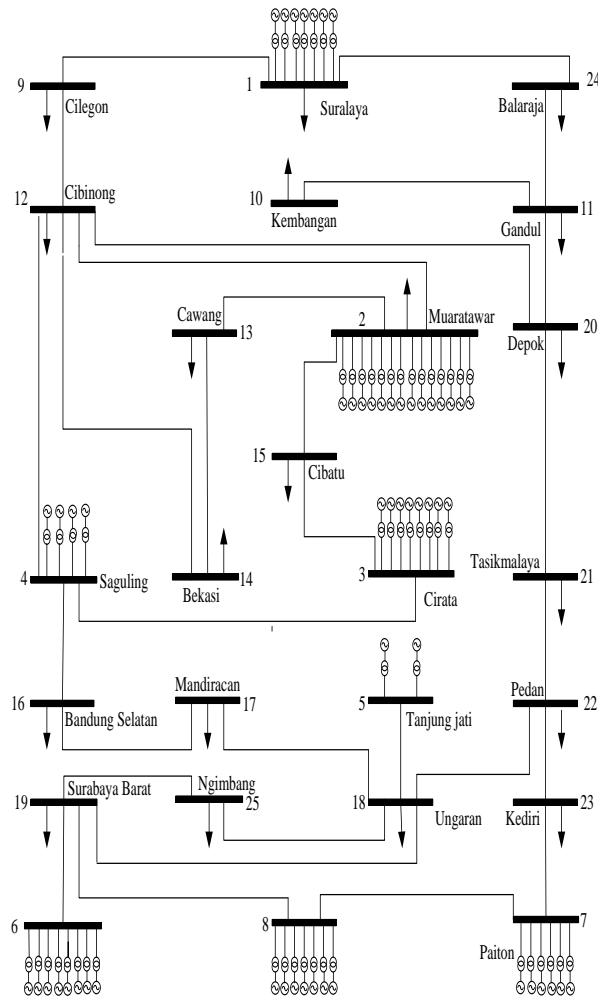 9
Cilegon
1
Suralaya
24
Balaraja
12
Cibinong
10
Kembangan
11
Gandul
Cawang
13
2
Muaratawar
20
Depok
15
Cibatu
4
Saguling
Bekasi
14
3
Cirata
Tasikmalaya
21
16
Bandung Selatan
Mandiracan
17
5
Tanjung jati
Pedan
22
19
Surabaya Barat
Ngimbang
25
18
Ungaran
Kediri
23
6
8
7
Paiton